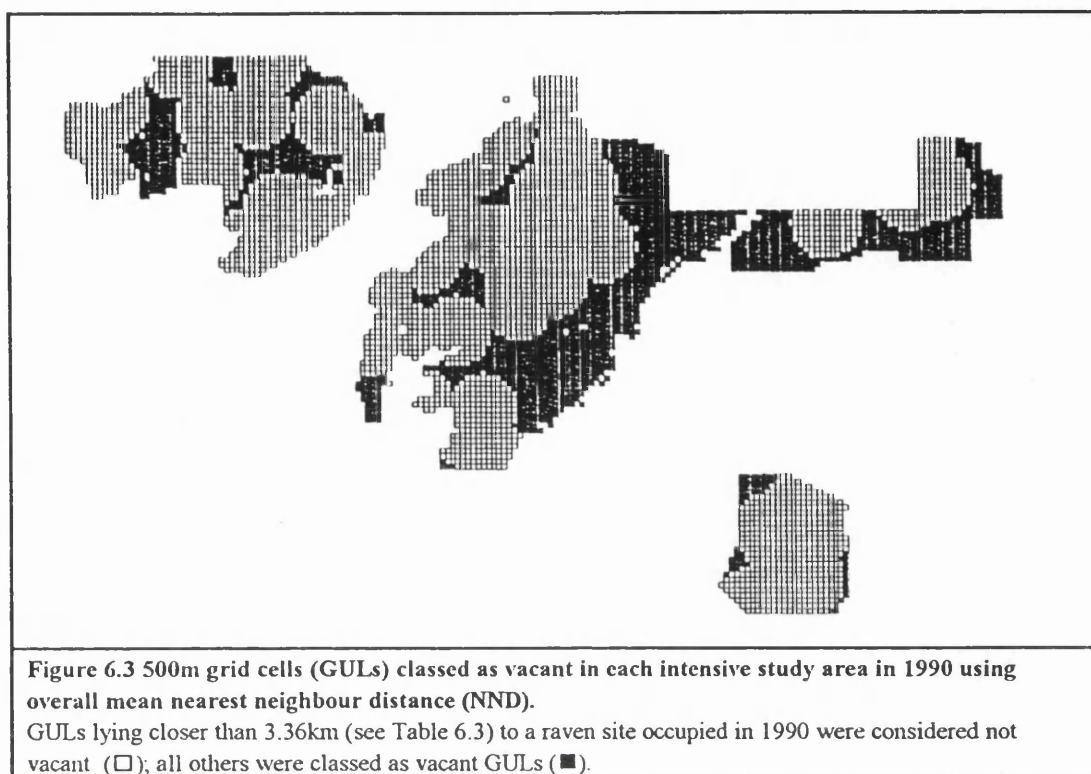 Figure 6.3 500m grid cells (GULs) classed as vacant in each intensive study area in 1990 using
overall mean nearest neighbour distance (NND).
GULs lying closer than 3.36km (see Table 6.3) to a raven site occupied in 1990 were considered not
vacant (□); all others were classed as vacant GULs (■).